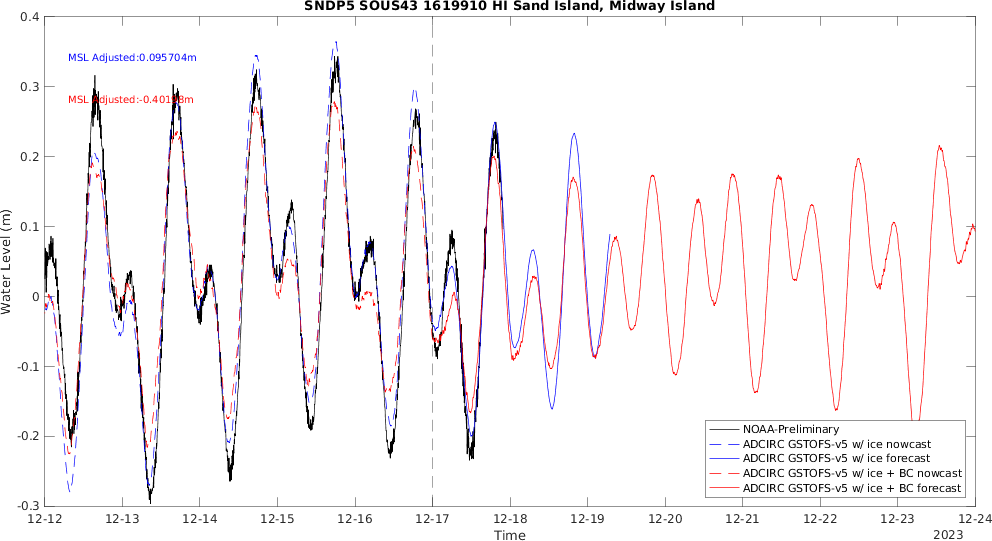 SNDP5 SOUS43 1619910 HI Sand Island, Midway Island
0.4
0.3
0.2
0.1
0
-0.1
-0.2
-0.3
Water Level (m)
MSL Adjusted:0.095704m
MSL
NOAA-Preliminary
ADCIRC GSTOFS-v5 w/ ice nowcast
ADCIRC GSTOFS-v5 w/ ice forecast
ADCIRC GSTOFS-v5 w/ ice + BC nowcast
ADCIRC GSTOFS-v5 w/ ice + BC forecast
12-12 12-13 12-14 12-15 12-16 12-17 12-18 12-19 12-20 12-21 12-22 12-23 12-24
Time
2023